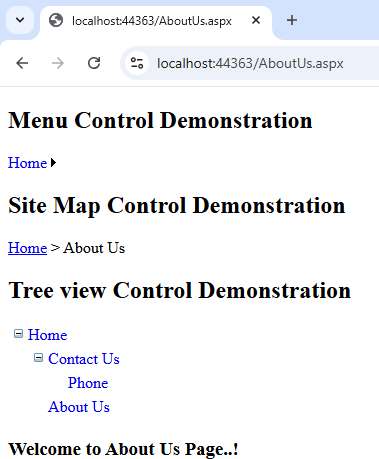 localhost:44363/AboutUs.aspx
localhost:44363/AboutUs.aspx
Menu Control Demonstration
Home
Site Map Control Demonstration
Home > About Us
Tree view Control Demonstration
Home
Contact Us
Phone
About Us
Welcome to About Us Page..!